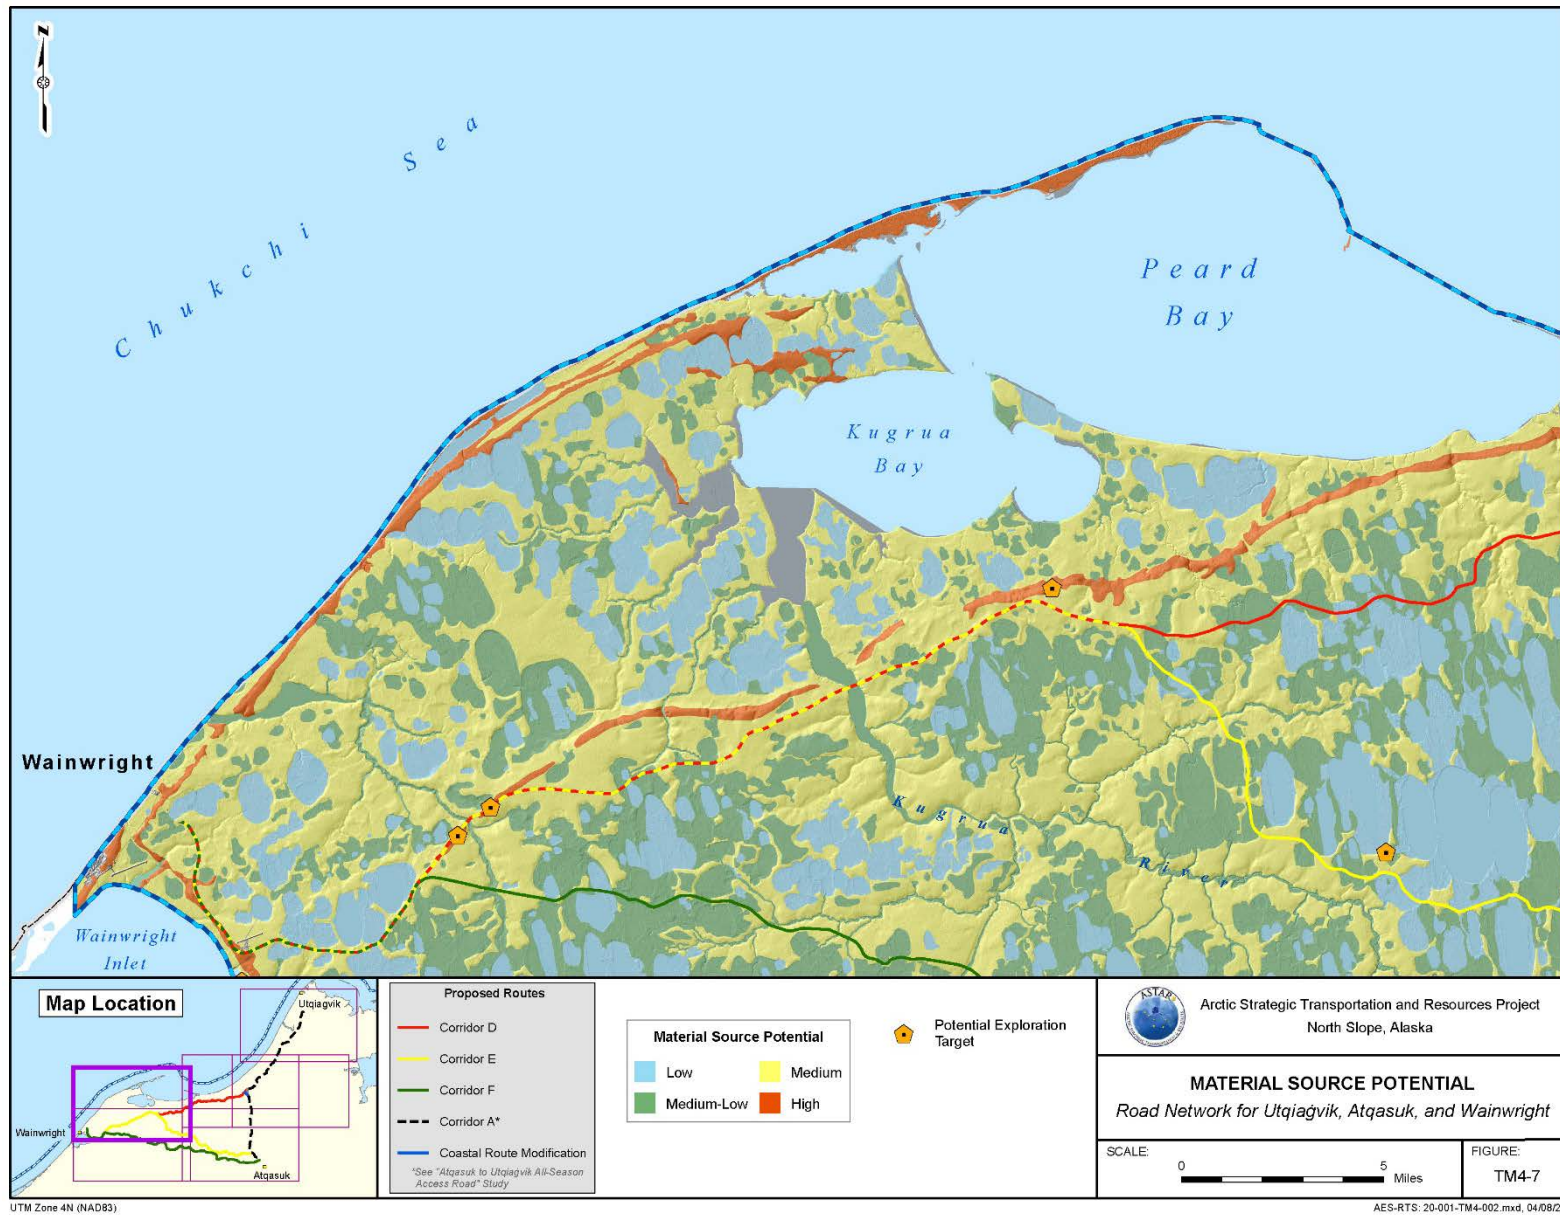 N
Chukchi Sea
Peard
Bay
Kugrua
Bay
Wainwright
Kugrua
River
Wainwright
Inlet
Map Location
Utqiagvik
Wainwright
Atqasuk
Proposed Routes
Corridor D
Corridor E
Corridor F
Corridor A*
Coastal Route Modification
*See "Atqasuk to Utqiagvik All-Season
Access Road" Study
Material Source Potential
Low
Medium
Medium-Low
High
Potential Exploration
Target
ASTAR
Arctic Strategic Transportation and Resources Project
North Slope, Alaska
MATERIAL SOURCE POTENTIAL
Road Network for Utqiaġvik, Atqasuk, and Wainwright
SCALE:
0 5
Miles
FIGURE:
TM4-7
UTM Zone 4N (NAD83)
AES-RTS: 20-001-TM4-002.mxd, 04/08/2